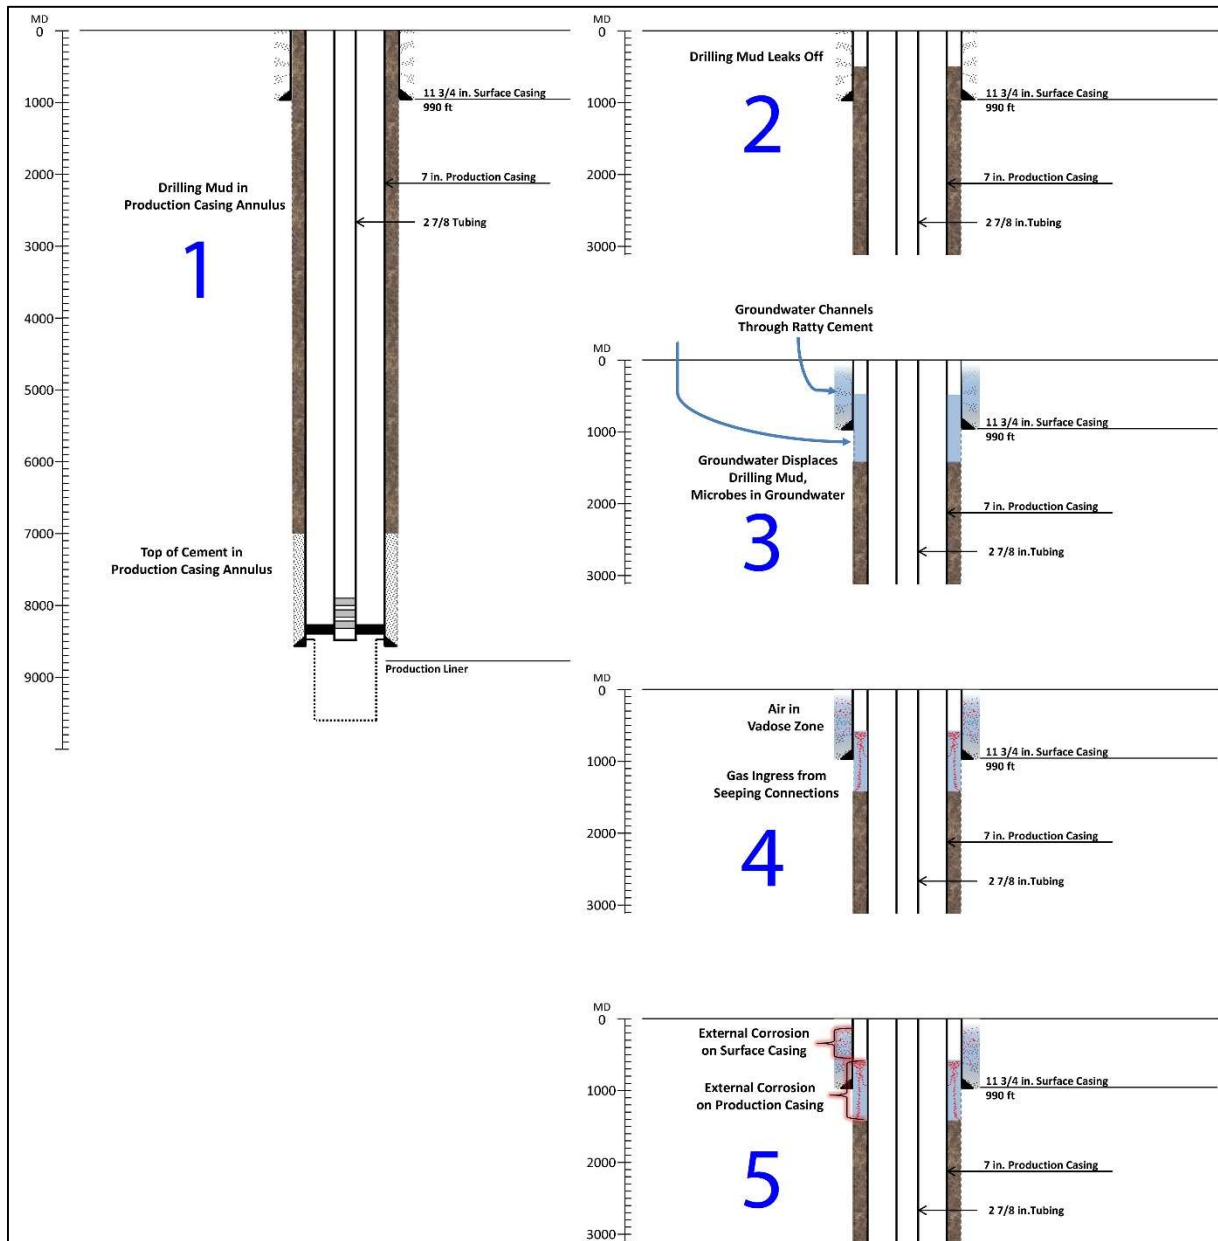 MD
0
1000
2000
3000
4000
5000
6000
7000
8000
9000
11 3/4 in. Surface Casing
990 ft
7 in. Production Casing
2 7/8 Tubing
Drilling Mud in
Production Casing Annulus
1
Top of Cement in
Production Casing Annulus
Production Liner
MD
0
1000
2000
3000
Drilling Mud Leaks Off
2
11 3/4 in. Surface Casing
990 ft
7 in. Production Casing
2 7/8 in.Tubing
Groundwater Channels
Through Ratty Cement
MD
0
1000
2000
3000
11 3/4 in. Surface Casing
990 ft
Groundwater Displaces
Drilling Mud,
Microbes in Groundwater
3
7 in. Production Casing
2 7/8 in.Tubing
MD
0
1000
2000
3000
Air in
Vadose Zone
11 3/4 in. Surface Casing
990 ft
Gas Ingress from
Seeping Connections
4
7 in. Production Casing
2 7/8 in.Tubing
MD
0
1000
2000
3000
External Corrosion
on Surface Casing
External Corrosion
on Production Casing
11 3/4 in. Surface Casing
990 ft
5
7 in. Production Casing
2 7/8 in.Tubing